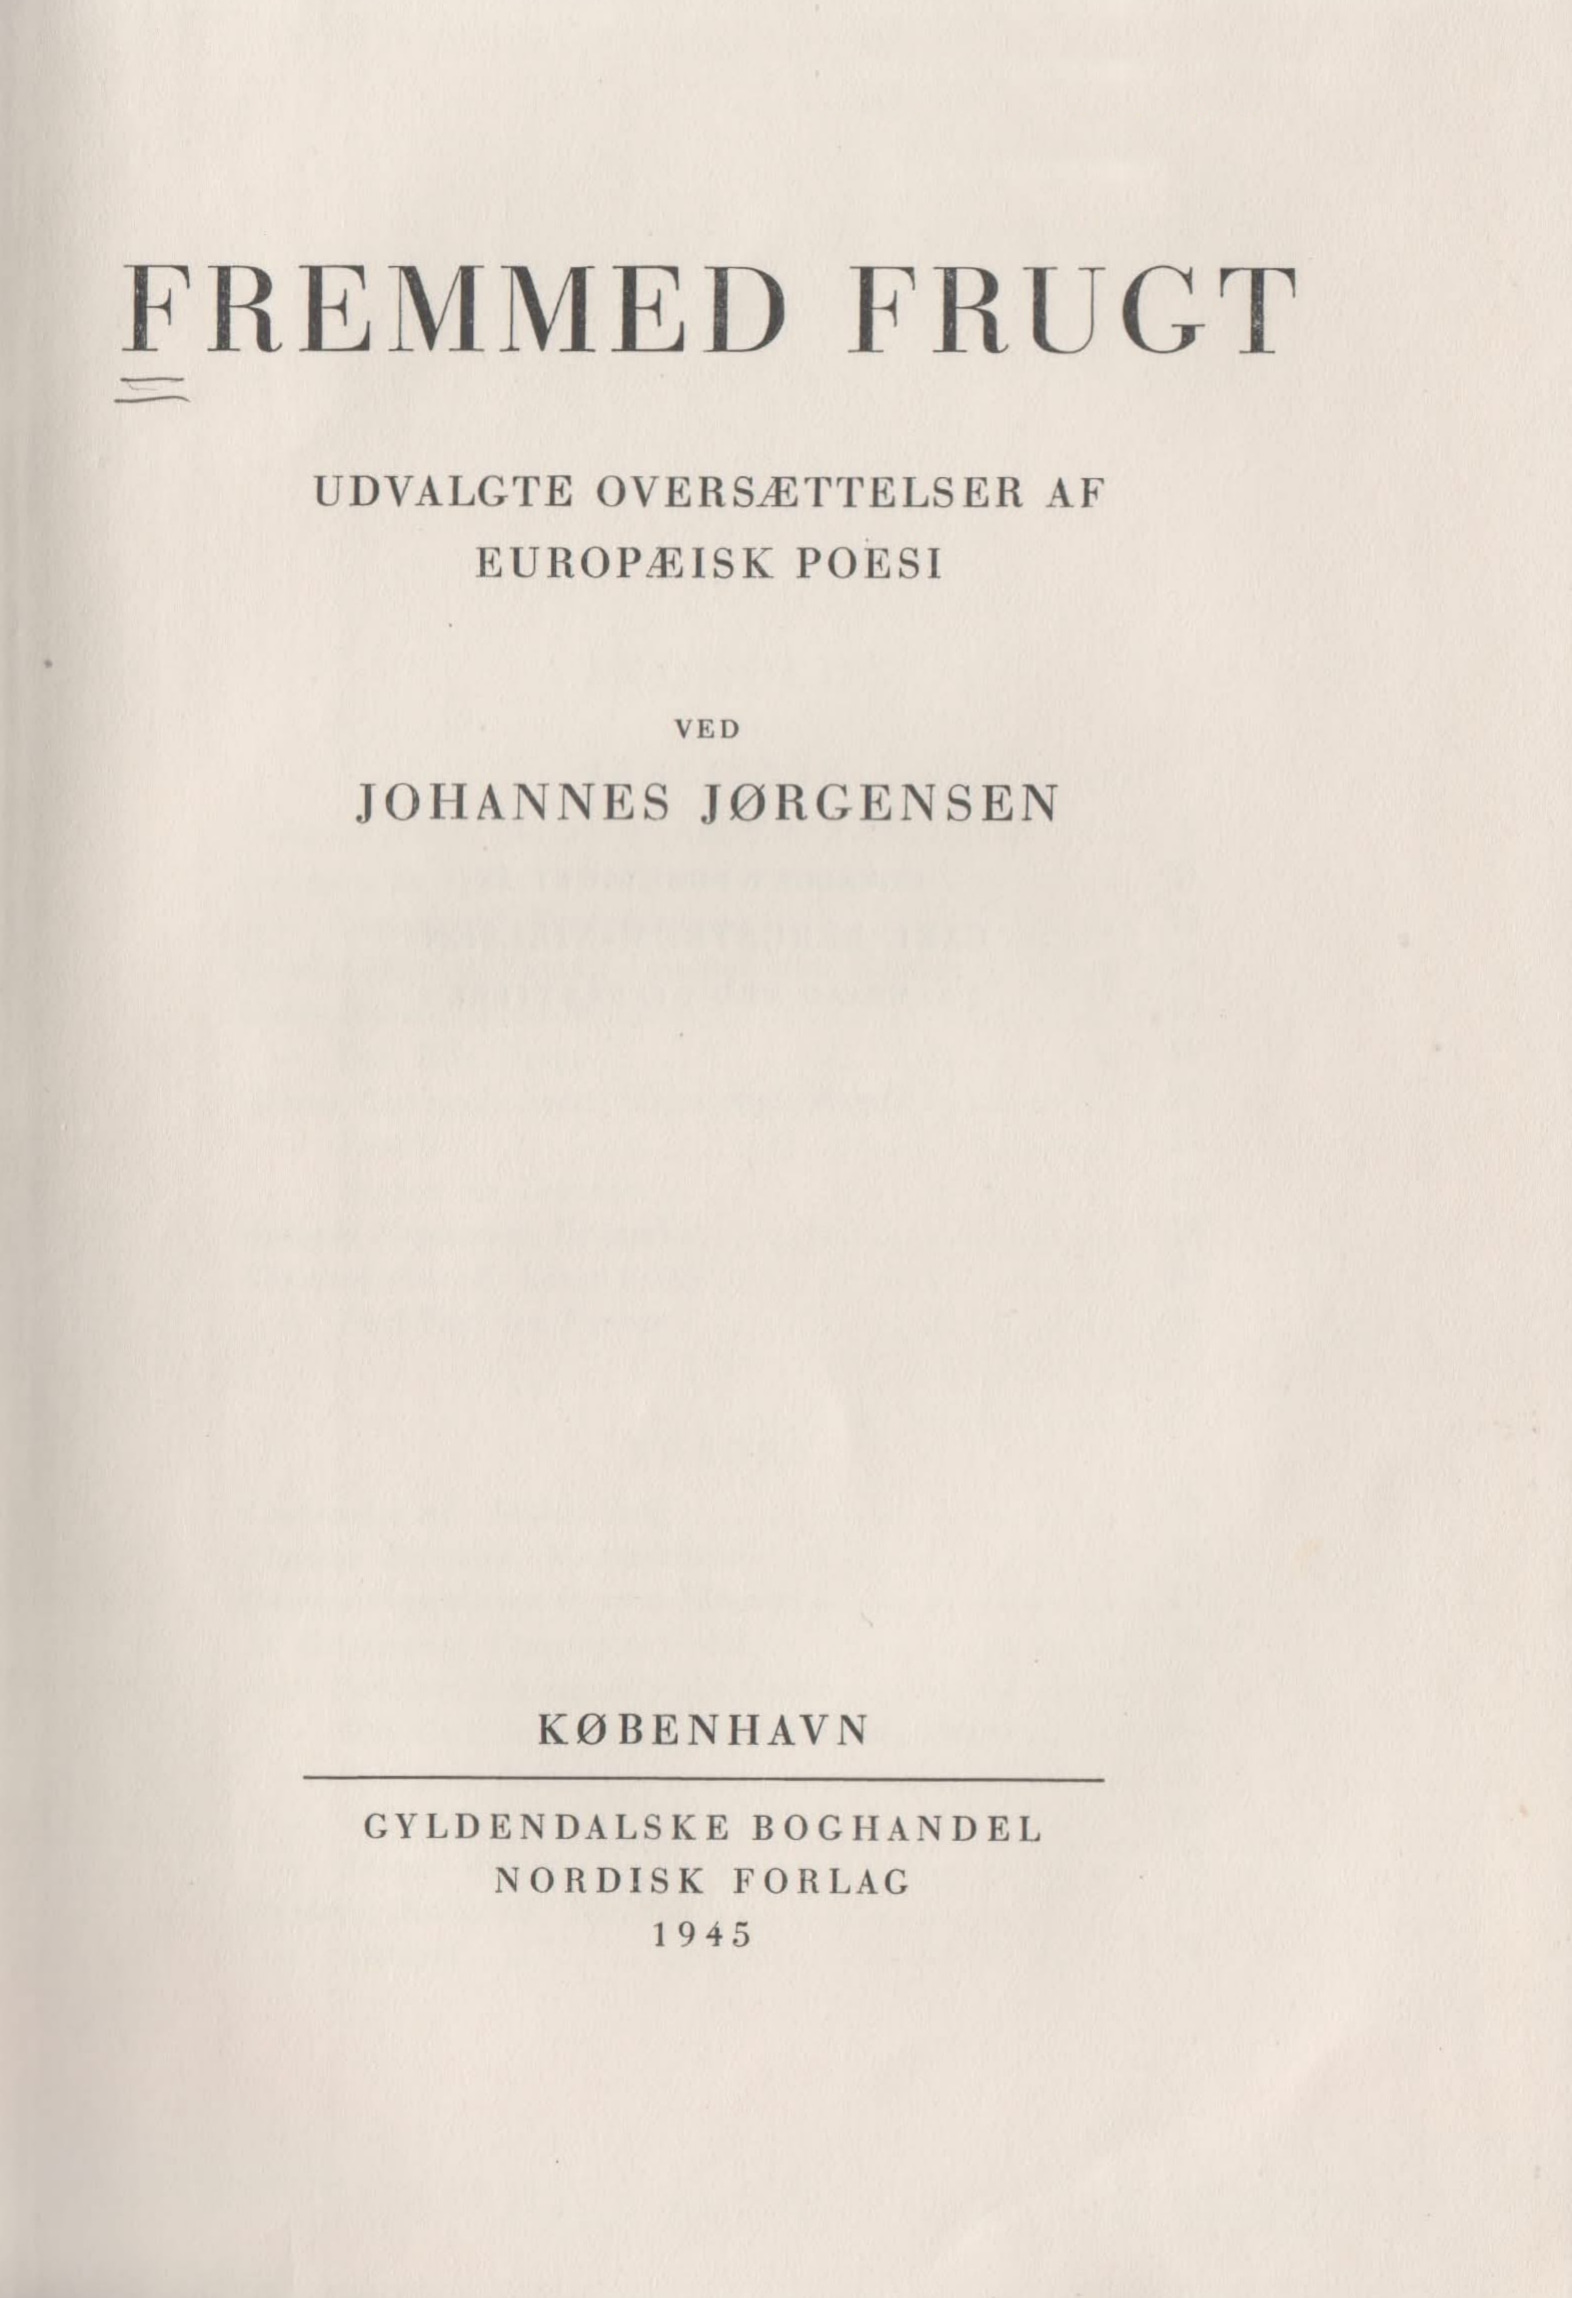 FREMMED FRUGT
UDVALGTE OVERSÆTTELSER AF
EUROPÆISK POESI
VED
JOHANNES JØRGENSEN
KØBENHAVN
GYLDENDALSKE BOGHANDEL
NORDISK FORLAG
1945